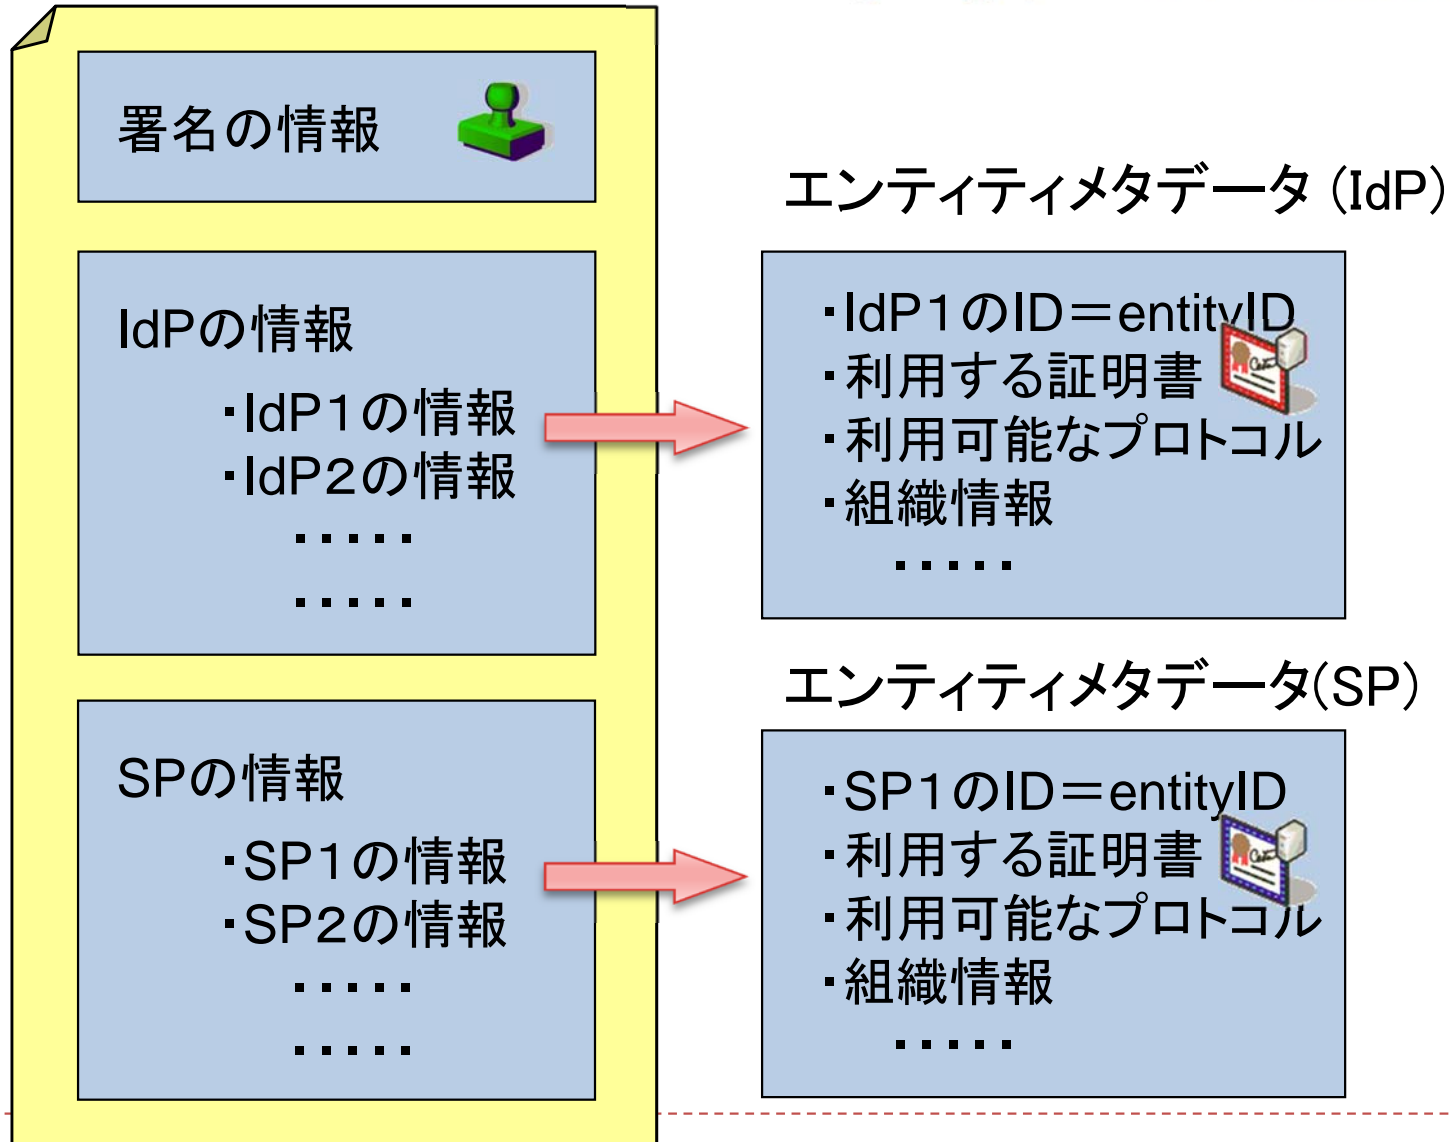 署名の情報
IdPの情報
・IdP1の情報
・IdP2の情報
・・・・・
・・・・・
SPの情報
・SP1の情報
・SP2の情報
・・・・・
・・・・・
エンティティメタデータ（IdP）
・IdP1のID＝entityID
・利用する証明書
・利用可能なプロトコル
・組織情報
・・・・・
エンティティメタデータ（SP）
・SP1のID＝entityID
・利用する証明書
・利用可能なプロトコル
・組織情報
・・・・・